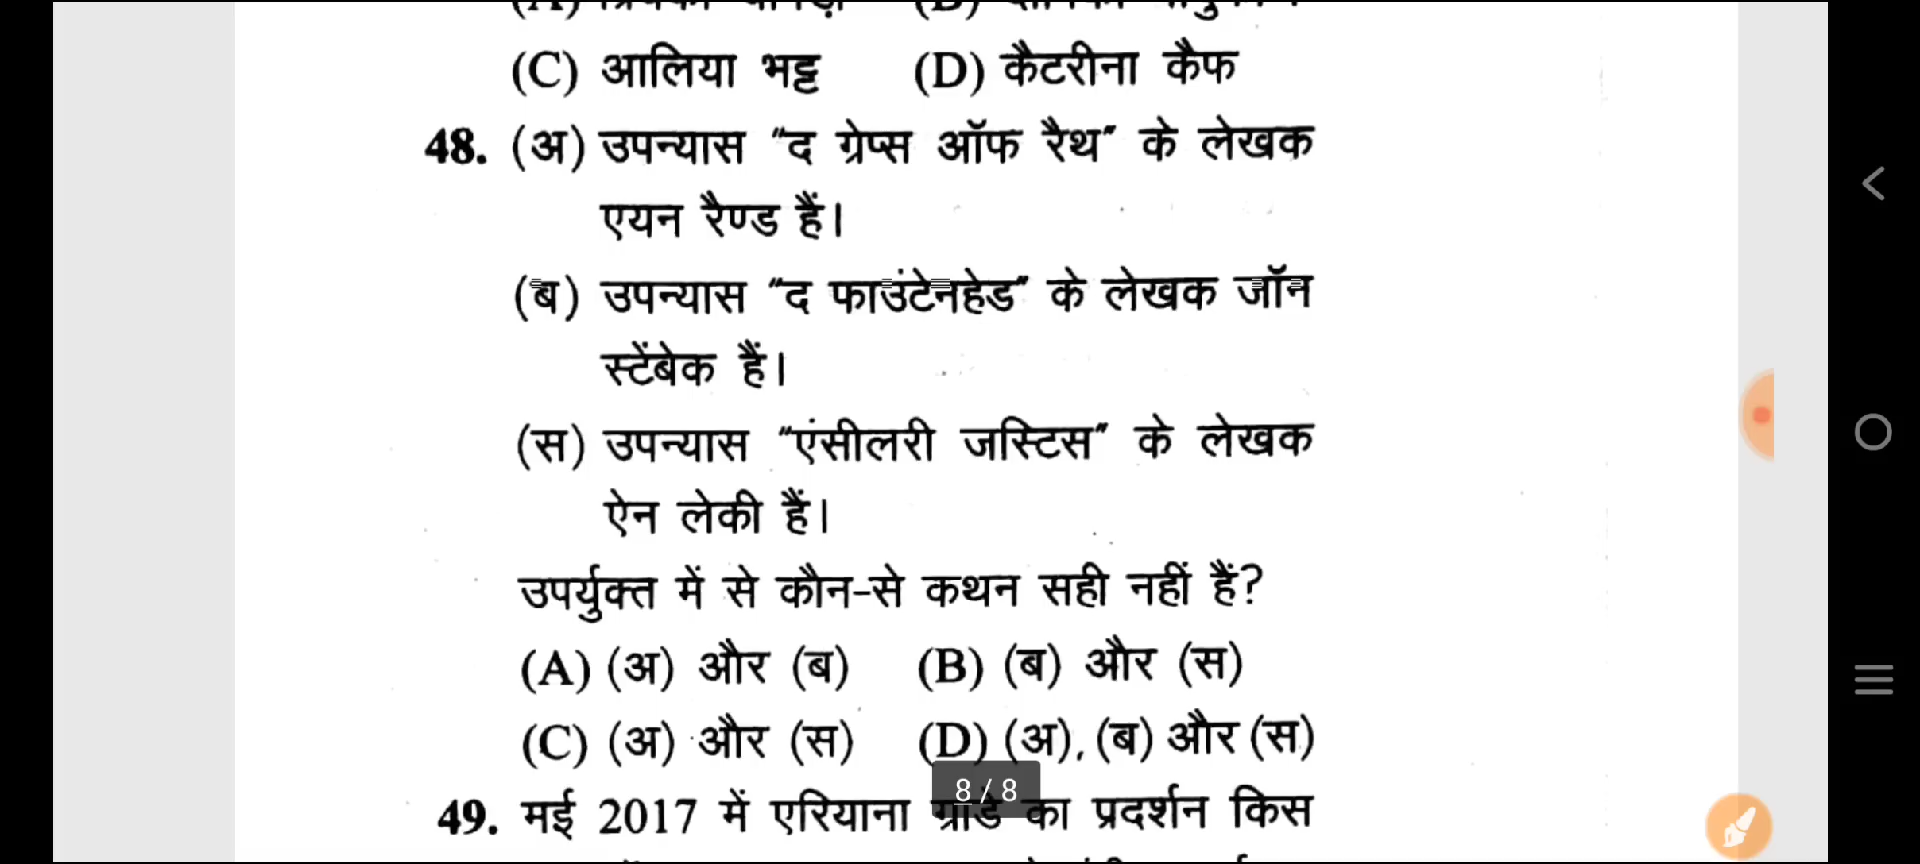 (C) आलिया भट्ट (D) कैटरीना कैफ
48. (अ) उपन्यास "द ग्रेप्स ऑफ रैथ" के लेखक
एयन रैण्ड हैं।
(ब) उपन्यास "द फाउंटेनहेड" के लेखक जॉन
स्टेंबेक हैं।
(स) उपन्यास "एंसीलरी जस्टिस" के लेखक
ऐन लेकी हैं।
उपर्युक्त में से कौन-से कथन सही नहीं हैं?
(A) (अ) और (ब) (B) (ब) और (स)
(C) (अ) और (स) (D) (अ), (ब) और (स)
8 / 8
49. मई 2017 में एरियाना ग्रांडे का प्रदर्शन किस